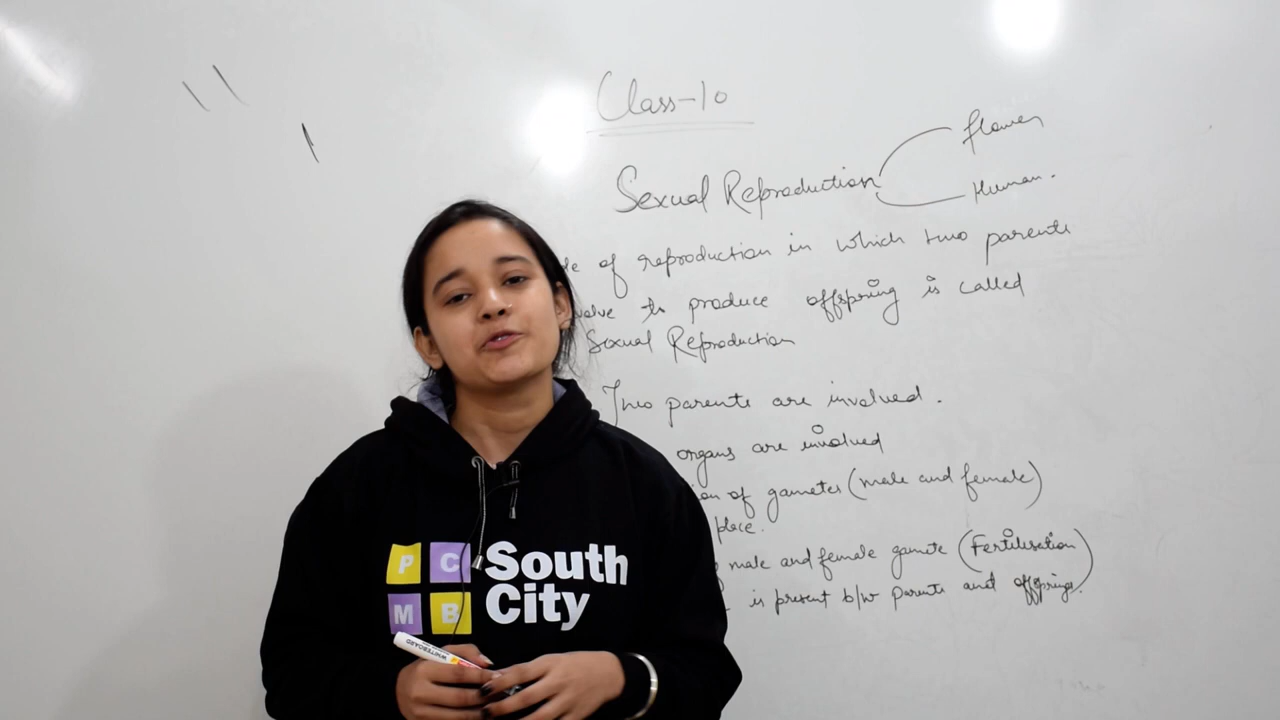 Class-10
Sexual Reproduction
flower
Human.
of reproduction in which two parents
to produce offspring is called
Sexual Reproduction
Two parents are involved.
organs are involved
of gametes (male and female)
place.
male and female gamete (Fertilisation)
is present b/w parents and offsprings.
P C
M B
South
City
WHITEBOARD